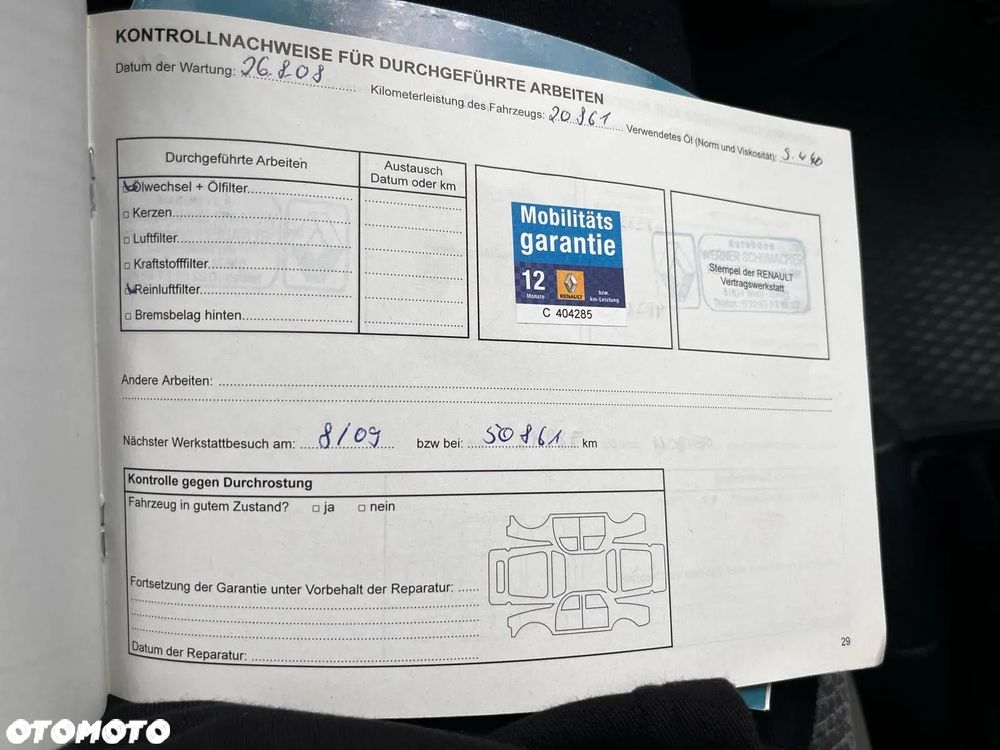 KONTROLLNACHWEISE FÜR DURCHGEFÜHRTE ARBEITEN
Datum der Wartung: 26.8.08 Kilometerleistung des Fahrzeugs: 20861 Verwendetes Öl (Norm und Viskosität):
Durchgeführte Arbeiten Austausch Datum oder km
Ölwechsel + Ölfilter
Kerzen
Luftfilter
Kraftstofffilter
Reinluftfilter
Bremsbelag hinten
Mobilitäts
garantie
12
Monate
RENAULT
bzw.
km-Leistung
C 404285
Autohaus
WERNER SCHUMACHER
Stempel der RENAULT
Vertragswerkstatt
Andere Arbeiten:
Nächster Werkstattbesuch am: 8/09 bzw bei: 50861 km
Kontrolle gegen Durchrostung
Fahrzeug in gutem Zustand? ja nein
Fortsetzung der Garantie unter Vorbehalt der Reparatur:
Datum der Reparatur:
29
OTOMOTO